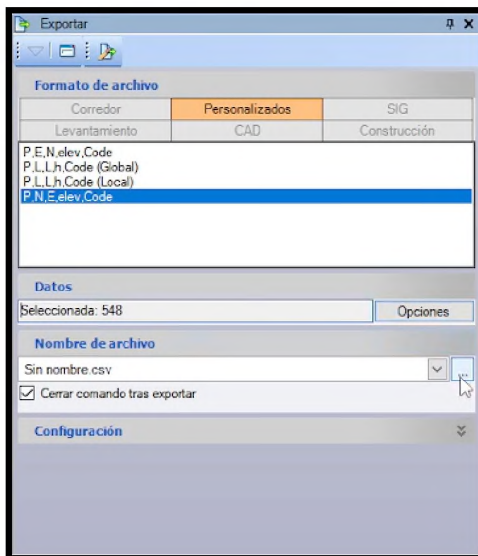 Exportar
Formato de archivo
Corredor Personalizados SIG
Levantamiento CAD Construcción
P,E,N,elev,Code
P,L,L,h,Code (Global)
P,L,L,h,Code (Local)
P,N,E,elev,Code
Datos
Seleccionada: 548 Opciones
Nombre de archivo
Sin nombre.csv ...
Cerrar comando tras exportar
Configuración